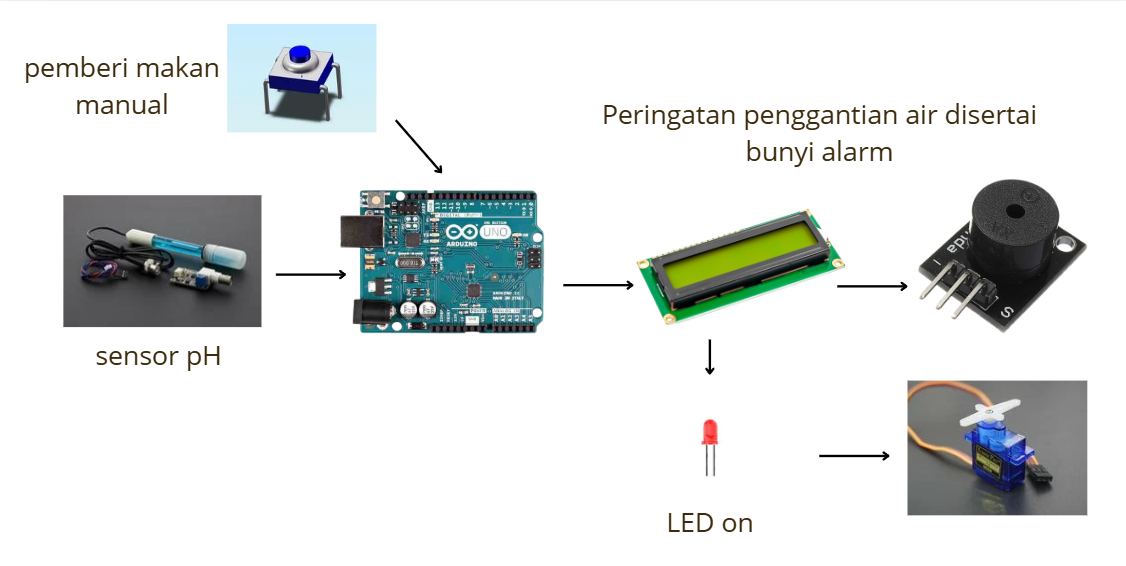 pemberi makan
manual
Peringatan penggantian air disertai
bunyi alarm
sensor pH
ARDUINO
UNO
S
LED on